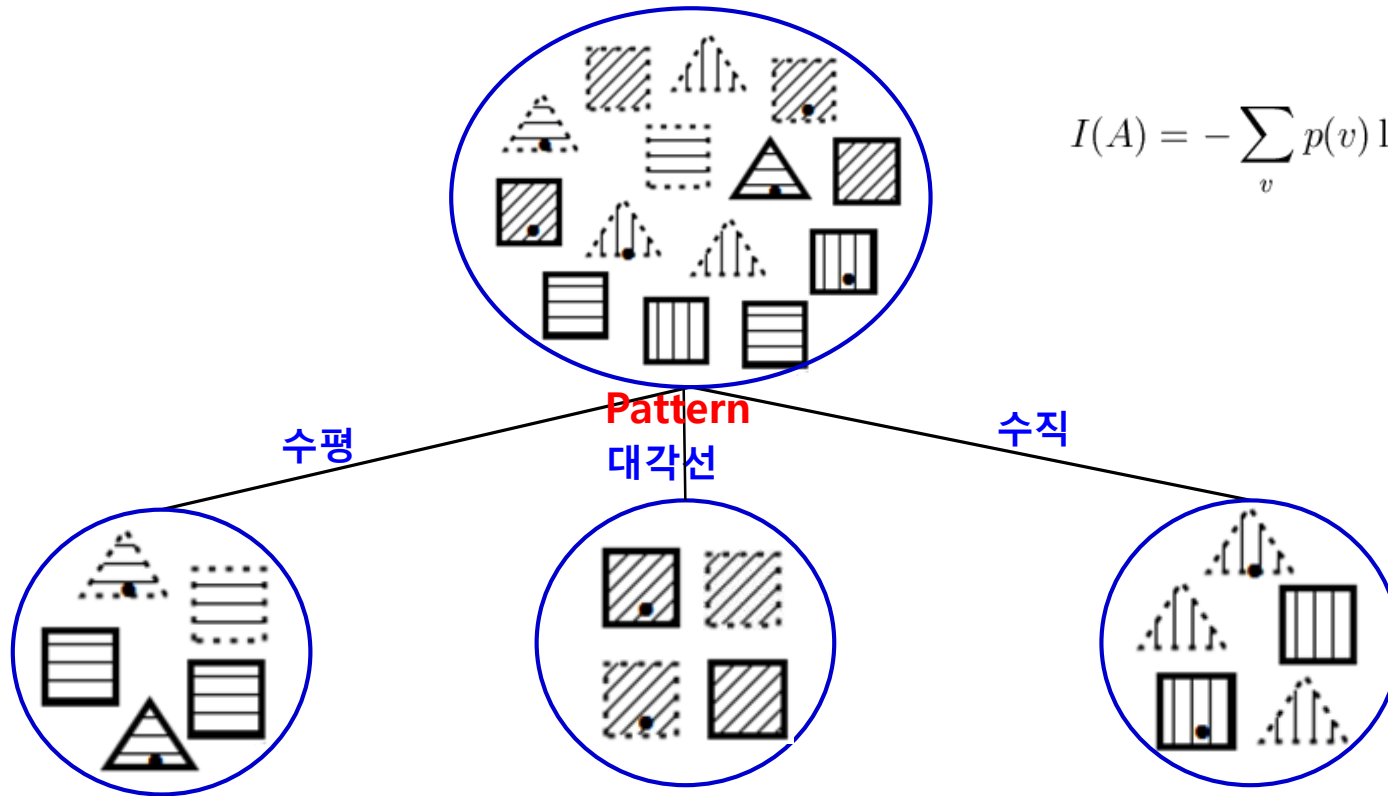 I(A) = − ∑ᵥ p(v) l
Pattern
수평
대각선
수직